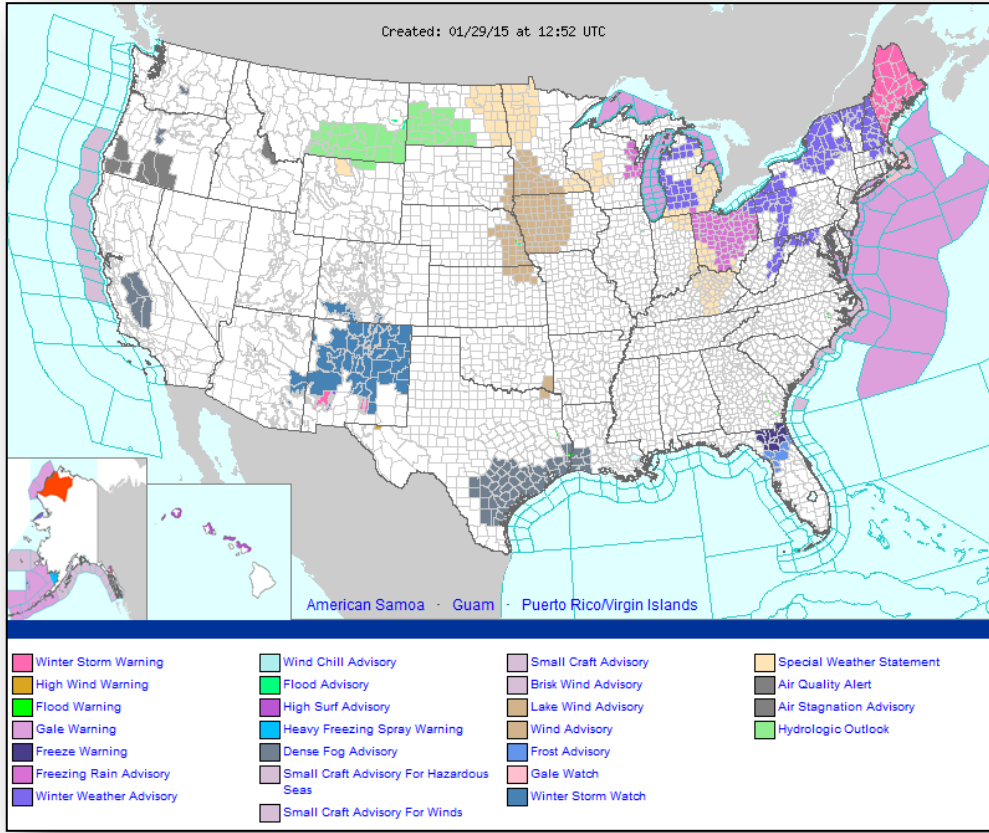 Created: 01/29/15 at 12:52 UTC
American Samoa · Guam · Puerto Rico/Virgin Islands
Winter Storm Warning
High Wind Warning
Flood Warning
Gale Warning
Freeze Warning
Freezing Rain Advisory
Winter Weather Advisory
Wind Chill Advisory
Flood Advisory
High Surf Advisory
Heavy Freezing Spray Warning
Dense Fog Advisory
Small Craft Advisory For Hazardous
Seas
Small Craft Advisory For Winds
Small Craft Advisory
Brisk Wind Advisory
Lake Wind Advisory
Wind Advisory
Frost Advisory
Gale Watch
Winter Storm Watch
Special Weather Statement
Air Quality Alert
Air Stagnation Advisory
Hydrologic Outlook